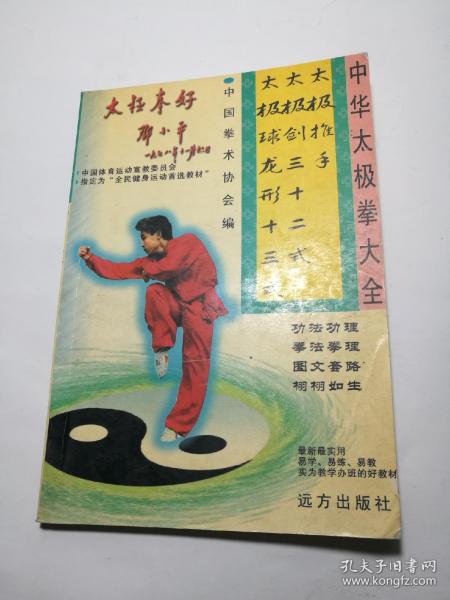 中华太极拳大全
太极推手
太极剑三十二式
太极球龙形十三
中国拳术协会编
太极拳好
邓小平
一九七八年十一月十六日
中国体育运动宣教委员会
指定为“全民健身运动首选教材”
功法功理
拳法拳理
图文套路
栩栩如生
最新最实用
易学、易练、易教
实为教学办班的好教材
远方出版社
孔夫子旧书网
www.kongfz.com